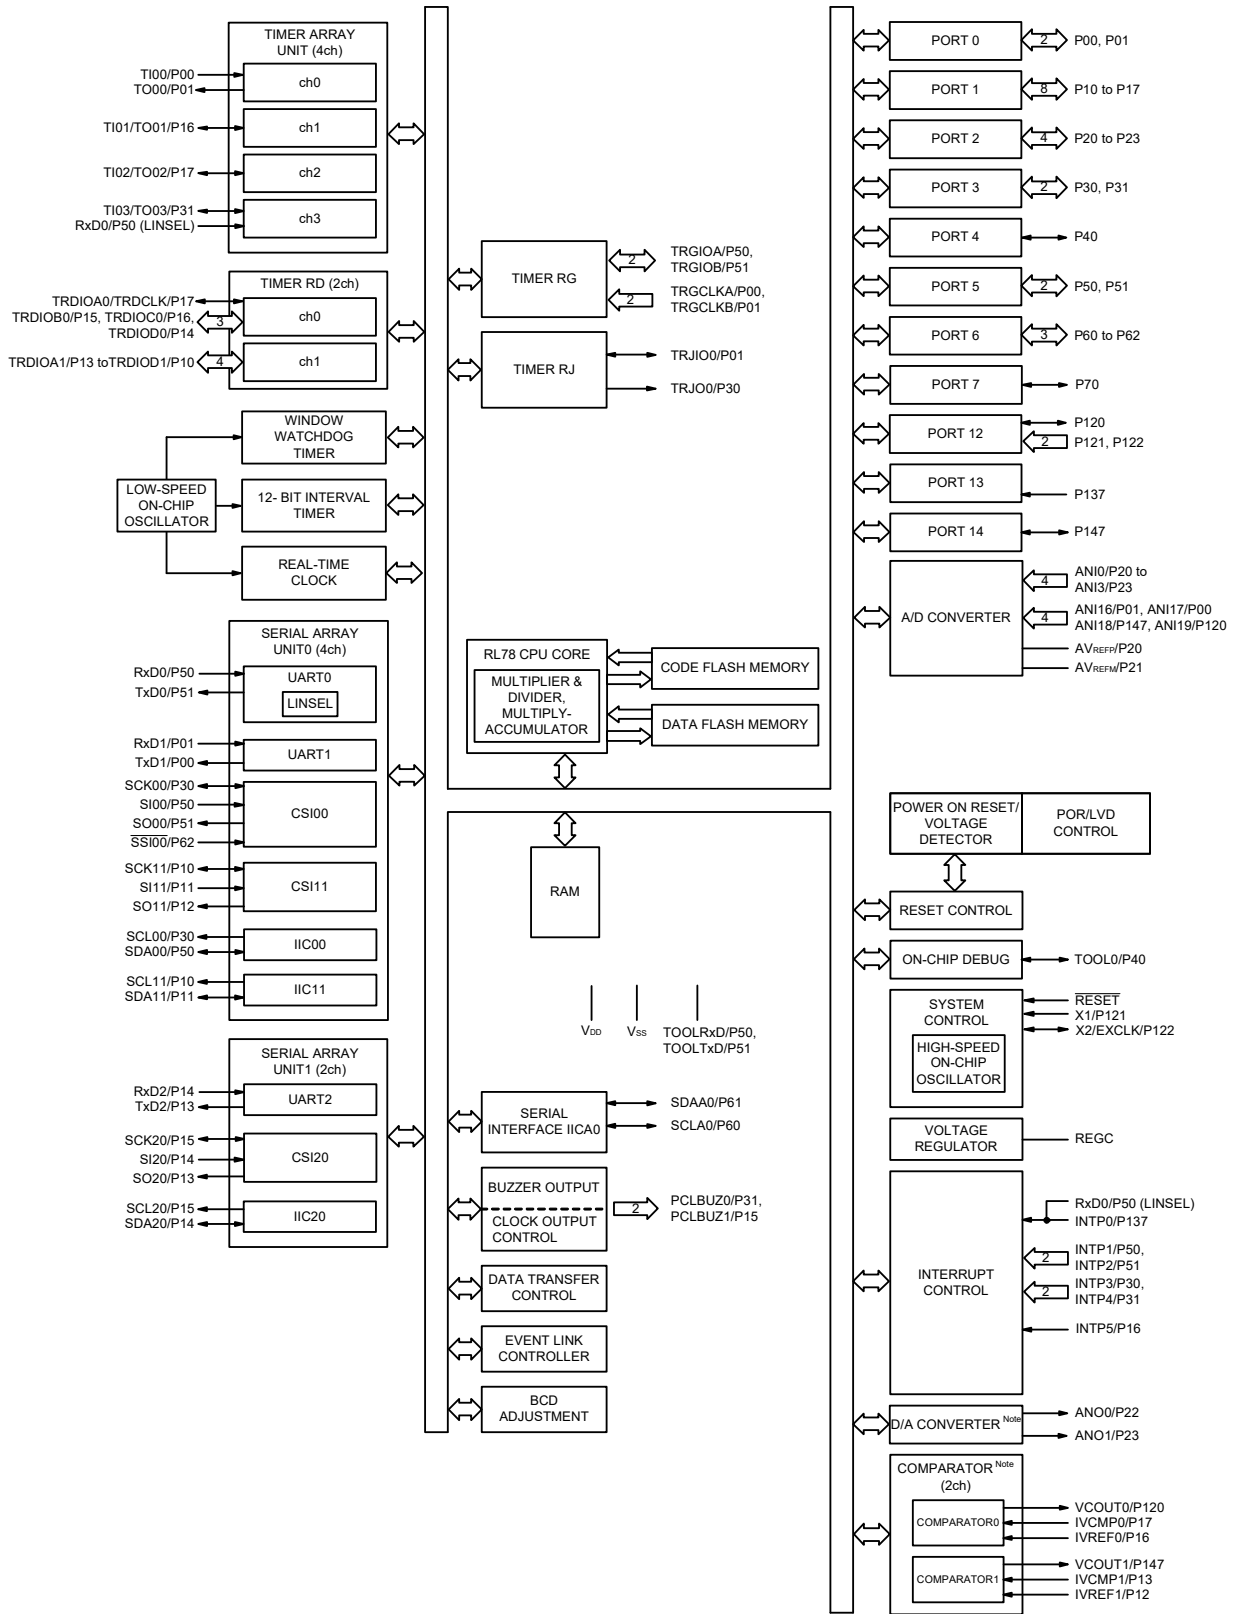 TIMER ARRAY
UNIT (4ch)
TI00/P00
TO00/P01
ch0
TI01/TO01/P16
ch1
TI02/TO02/P17
ch2
TI03/TO03/P31
RxD0/P50 (LINSEL)
ch3
TIMER RD (2ch)
TRDIOA0/TRDCLK/P17
TRDIOB0/P15, TRDIOC0/P16,
TRDIOD0/P14
3
ch0
TRDIOA1/P13 toTRDIOD1/P10
4
ch1
WINDOW
WATCHDOG
TIMER
LOW-SPEED
ON-CHIP
OSCILLATOR
12- BIT INTERVAL
TIMER
REAL-TIME
CLOCK
SERIAL ARRAY
UNIT0 (4ch)
RxD0/P50
TxD0/P51
UART0
LINSEL
RxD1/P01
TxD1/P00
UART1
SCK00/P30
SI00/P50
SO00/P51
SSI00/P62
CSI00
SCK11/P10
SI11/P11
SO11/P12
CSI11
SCL00/P30
SDA00/P50
IIC00
SCL11/P10
SDA11/P11
IIC11
SERIAL ARRAY
UNIT1 (2ch)
RxD2/P14
TxD2/P13
UART2
SCK20/P15
SI20/P14
SO20/P13
CSI20
SCL20/P15
SDA20/P14
IIC20
TIMER RG
2
TRGIOA/P50,
TRGIOB/P51
2
TRGCLKA/P00,
TRGCLKB/P01
TIMER RJ
TRJIO0/P01
TRJO0/P30
RL78 CPU CORE
MULTIPLIER &
DIVIDER,
MULTIPLY-
ACCUMULATOR
CODE FLASH MEMORY
DATA FLASH MEMORY
RAM
VDD
VSS
TOOLRxD/P50,
TOOLTxD/P51
SERIAL
INTERFACE IICA0
SDAA0/P61
SCLA0/P60
BUZZER OUTPUT
CLOCK OUTPUT
CONTROL
2
PCLBUZ0/P31,
PCLBUZ1/P15
DATA TRANSFER
CONTROL
EVENT LINK
CONTROLLER
BCD
ADJUSTMENT
PORT 0
2
P00, P01
PORT 1
8
P10 to P17
PORT 2
4
P20 to P23
PORT 3
2
P30, P31
PORT 4
P40
PORT 5
2
P50, P51
PORT 6
3
P60 to P62
PORT 7
P70
PORT 12
P120
2
P121, P122
PORT 13
P137
PORT 14
P147
A/D CONVERTER
4
ANI0/P20 to
ANI3/P23
4
ANI16/P01, ANI17/P00
ANI18/P147, ANI19/P120
AVREFP/P20
AVREFM/P21
POWER ON RESET/
VOLTAGE
DETECTOR
POR/LVD
CONTROL
RESET CONTROL
ON-CHIP DEBUG
TOOL0/P40
SYSTEM
CONTROL
HIGH-SPEED
ON-CHIP
OSCILLATOR
RESET
X1/P121
X2/EXCLK/P122
VOLTAGE
REGULATOR
REGC
INTERRUPT
CONTROL
RxD0/P50 (LINSEL)
INTP0/P137
2
INTP1/P50,
INTP2/P51
2
INTP3/P30,
INTP4/P31
INTP5/P16
D/A CONVERTER Note
ANO0/P22
ANO1/P23
COMPARATOR Note
(2ch)
COMPARATOR0
VCOUT0/P120
IVCMP0/P17
IVREF0/P16
COMPARATOR1
VCOUT1/P147
IVCMP1/P13
IVREF1/P12